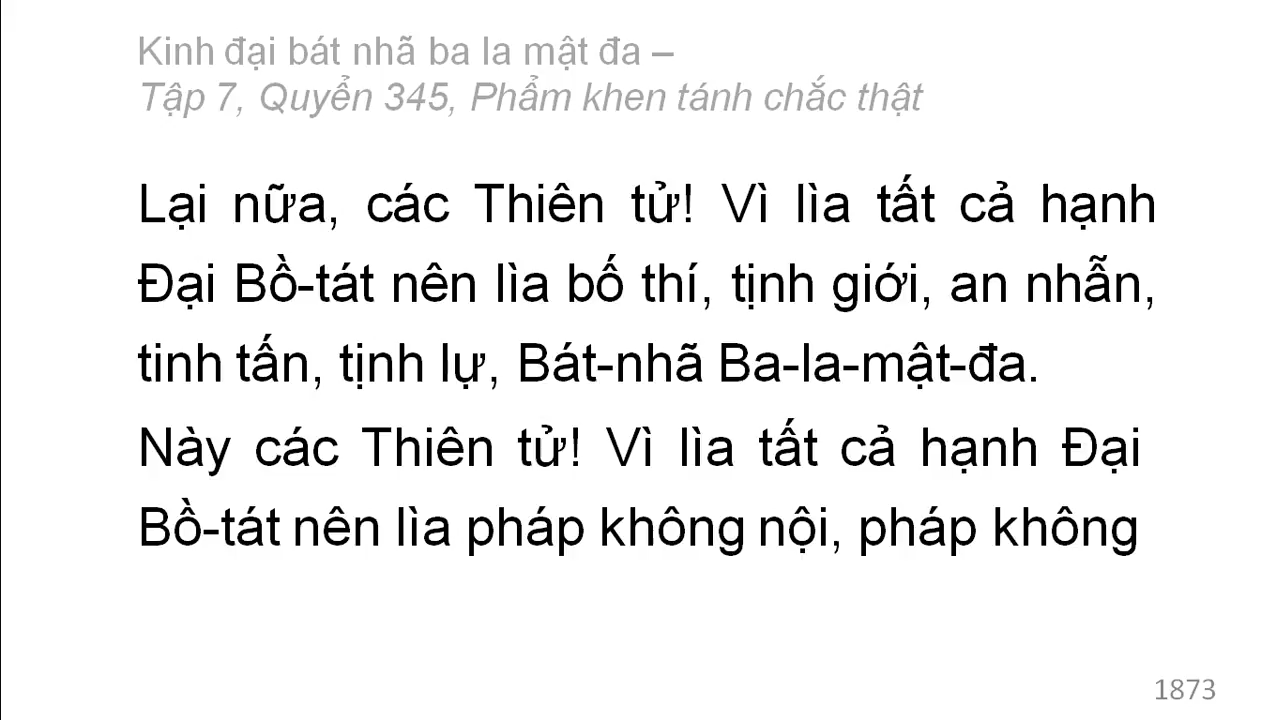 Kinh đại bát nhã ba la mật đa –
Tập 7, Quyển 345, Phẩm khen tánh chắc thật
Lại nữa, các Thiên tử! Vì lìa tất cả hạnh
Đại Bồ-tát nên lìa bố thí, tịnh giới, an nhẫn,
tinh tấn, tịnh lự, Bát-nhã Ba-la-mật-đa.
Này các Thiên tử! Vì lìa tất cả hạnh Đại
Bồ-tát nên lìa pháp không nội, pháp không
1873